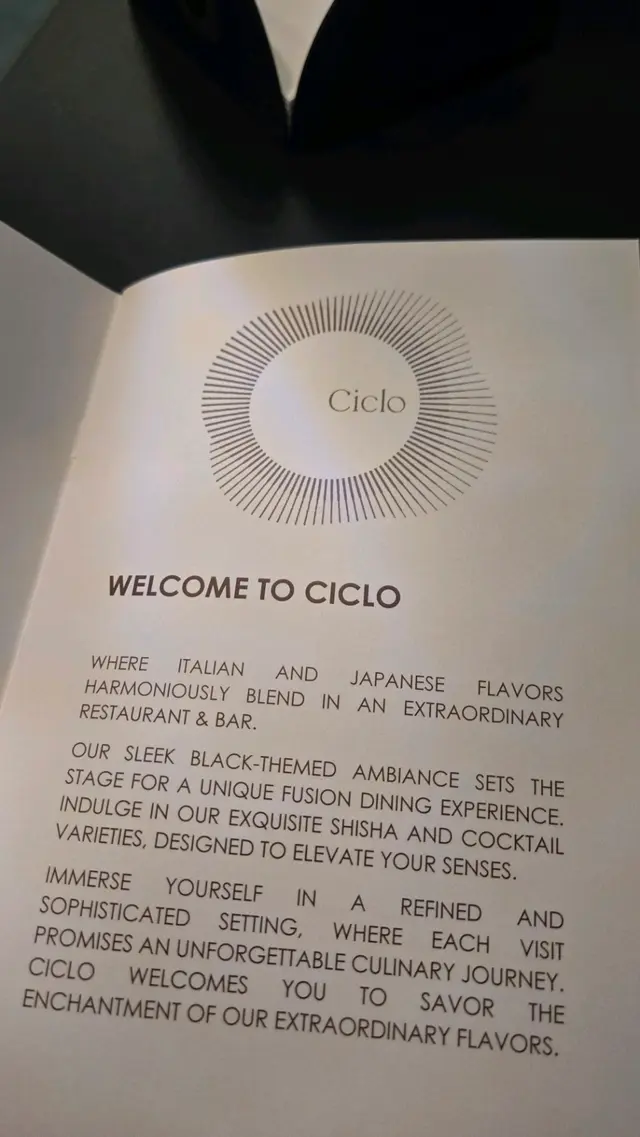 Ciclo
WELCOME TO CICLO
WHERE ITALIAN AND JAPANESE FLAVORS
HARMONIOUSLY BLEND IN AN EXTRAORDINARY
RESTAURANT & BAR.
OUR SLEEK BLACK-THEMED AMBIANCE SETS THE
STAGE FOR A UNIQUE FUSION DINING EXPERIENCE.
INDULGE IN OUR EXQUISITE SHISHA AND COCKTAIL
VARIETIES, DESIGNED TO ELEVATE YOUR SENSES.
IMMERSE YOURSELF IN A REFINED AND
SOPHISTICATED SETTING, WHERE EACH VISIT
PROMISES AN UNFORGETTABLE CULINARY JOURNEY.
CICLO WELCOMES YOU TO SAVOR THE
ENCHANTMENT OF OUR EXTRAORDINARY FLAVORS.